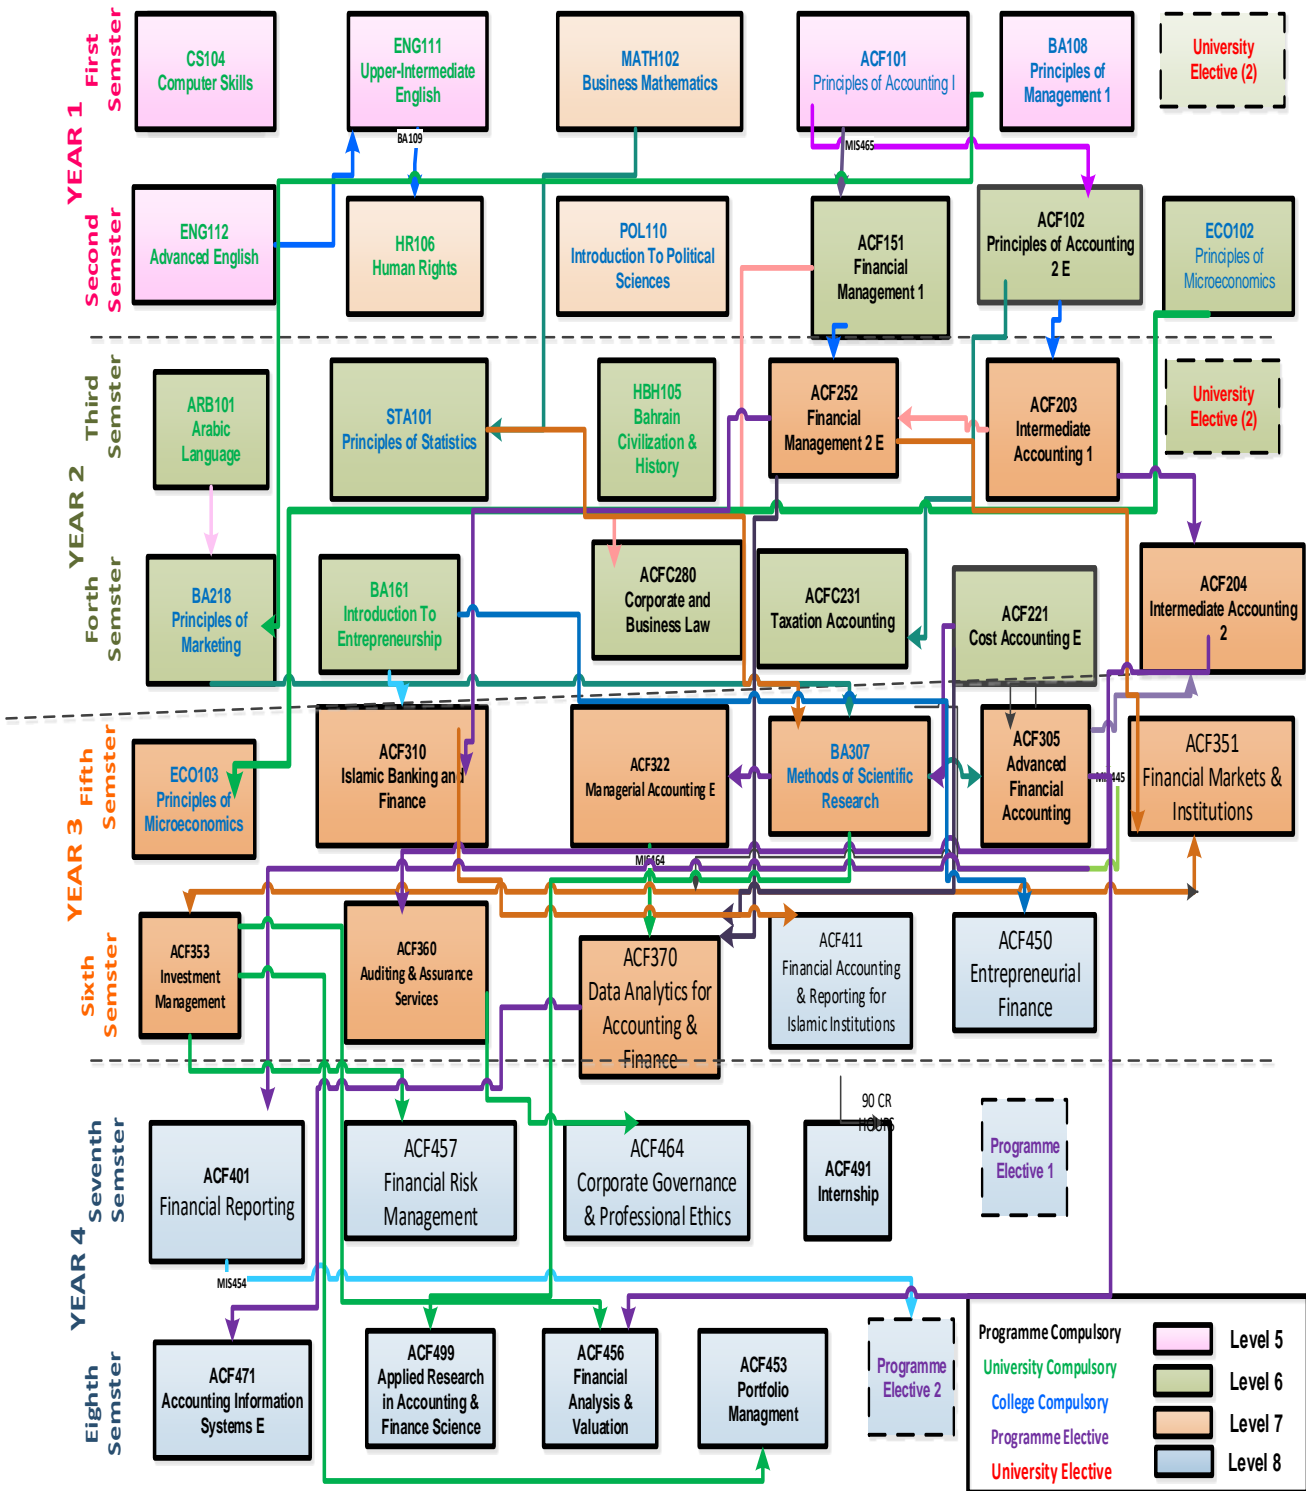 YEAR 1
First
Semster
CS104
Computer Skills
ENG111
Upper-Intermediate
English
MATH102
Business Mathematics
ACF101
Principles of Accounting I
BA108
Principles of
Management 1
University
Elective (2)
BA109
MIS465
Second
Semster
ENG112
Advanced English
HR106
Human Rights
POL110
Introduction To Political
Sciences
ACF151
Financial
Management 1
ACF102
Principles of Accounting
2 E
ECO102
Principles of
Microeconomics
YEAR 2
Third
Semster
ARB101
Arabic
Language
STA101
Principles of Statistics
HBH105
Bahrain
Civilization &
History
ACF252
Financial
Management 2 E
ACF203
Intermediate
Accounting 1
University
Elective (2)
Forth
Semster
BA218
Principles of
Marketing
BA161
Introduction To
Entrepreneurship
ACFC280
Corporate and
Business Law
ACFC231
Taxation Accounting
ACF221
Cost Accounting E
ACF204
Intermediate Accounting
2
YEAR 3
Fifth
Semster
ECO103
Principles of
Microeconomics
ACF310
Islamic Banking and
Finance
ACF322
Managerial Accounting E
BA307
Methods of Scientific
Research
ACF305
Advanced
Financial
Accounting
ACF351
Financial Markets &
Institutions
MIS445
MIS464
Sixth
Semster
ACF353
Investment
Management
ACF360
Auditing & Assurance
Services
ACF370
Data Analytics for
Accounting &
Finance
ACF411
Financial Accounting
& Reporting for
Islamic Institutions
ACF450
Entrepreneurial
Finance
YEAR 4
Seventh
Semster
ACF401
Financial Reporting
ACF457
Financial Risk
Management
ACF464
Corporate Governance
& Professional Ethics
90 CR
HOURS
ACF491
Internship
Programme
Elective 1
MIS454
Eighth
Semster
ACF471
Accounting Information
Systems E
ACF499
Applied Research
in Accounting &
Finance Science
ACF456
Financial
Analysis &
Valuation
ACF453
Portfolio
Managment
Programme
Elective 2
Programme Compulsory
University Compulsory
College Compulsory
Programme Elective
University Elective
Level 5
Level 6
Level 7
Level 8